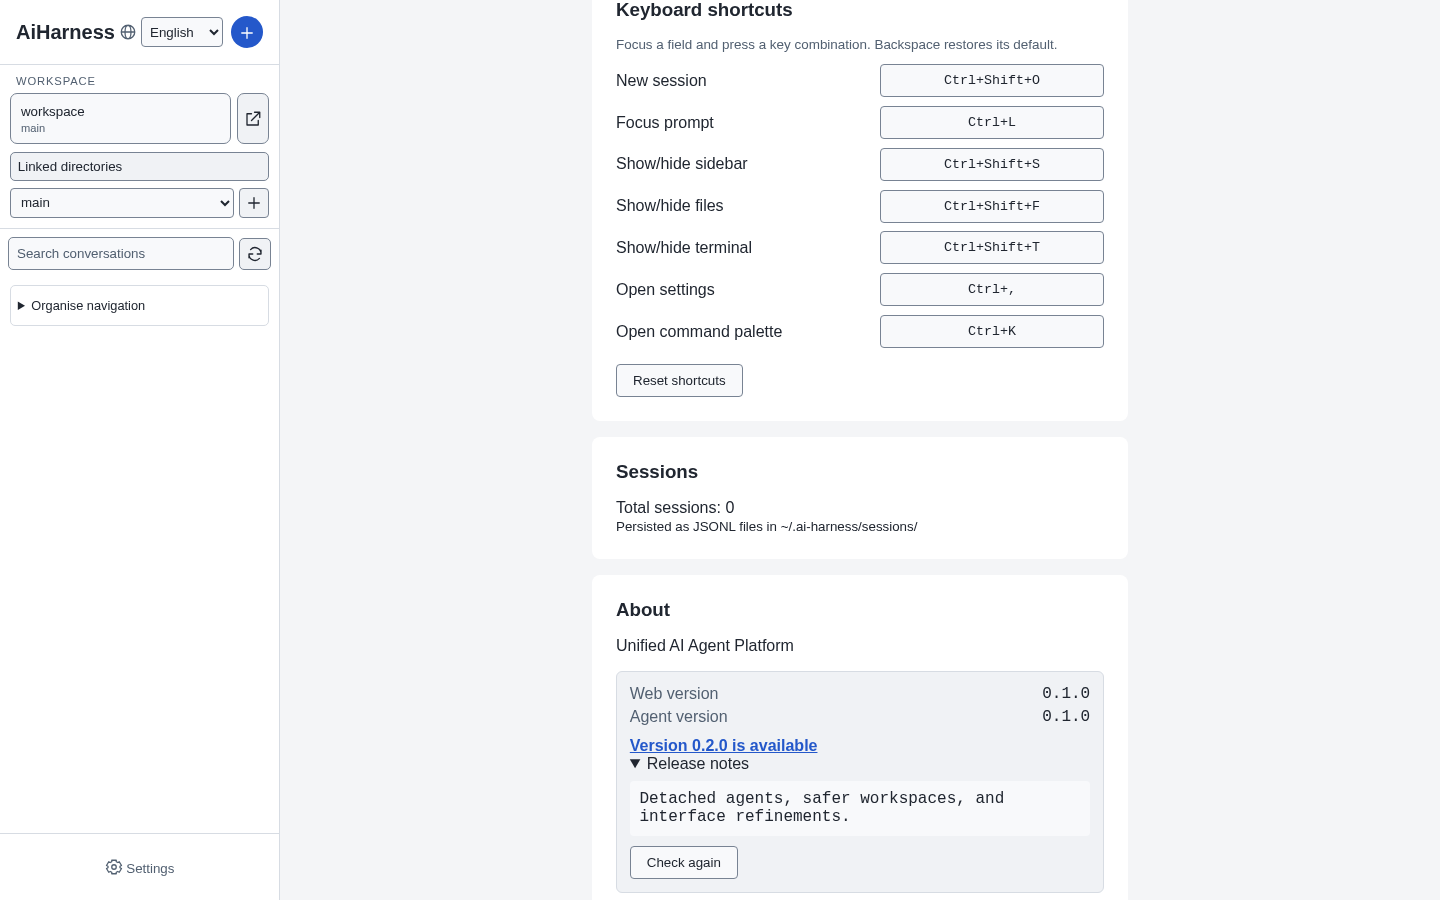 AiHarness
English
WORKSPACE
workspace
main
Linked directories
main
Search conversations
Organise navigation
Settings
Keyboard shortcuts
Focus a field and press a key combination. Backspace restores its default.
New session
Ctrl+Shift+O
Focus prompt
Ctrl+L
Show/hide sidebar
Ctrl+Shift+S
Show/hide files
Ctrl+Shift+F
Show/hide terminal
Ctrl+Shift+T
Open settings
Ctrl+,
Open command palette
Ctrl+K
Reset shortcuts
Sessions
Total sessions: 0
Persisted as JSONL files in ~/.ai-harness/sessions/
About
Unified AI Agent Platform
Web version
0.1.0
Agent version
0.1.0
Version 0.2.0 is available
Release notes
Detached agents, safer workspaces, and
interface refinements.
Check again